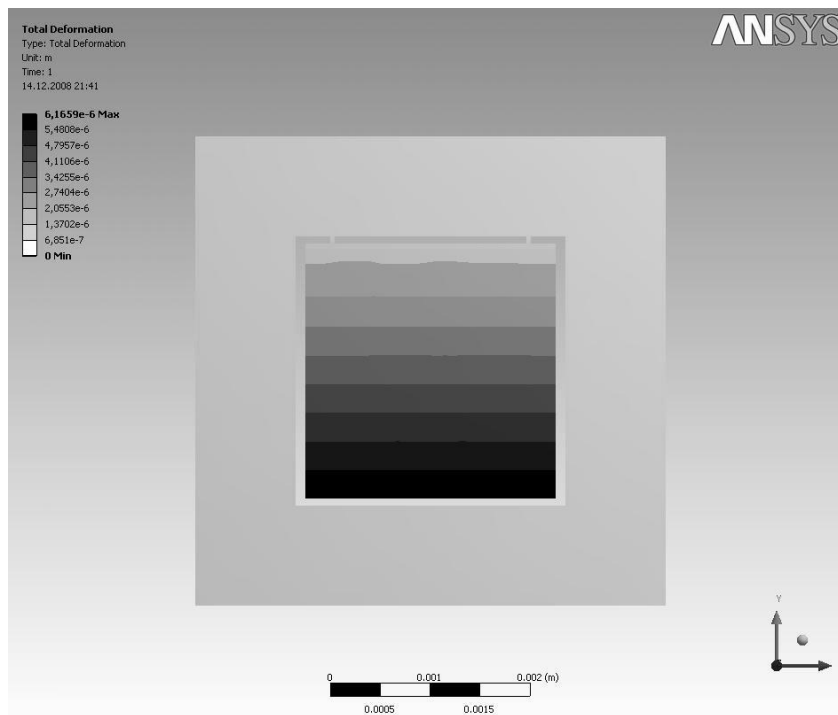 Total Deformation
Type: Total Deformation
Unit: m
Time: 1
14.12.2008 21:41
ANSYS
6,1659e-6 Max
5,4808e-6
4,7957e-6
4,1106e-6
3,4255e-6
2,7404e-6
2,0553e-6
1,3702e-6
6,851e-7
0 Min
Y
0 0.001 0.002 (m)
0.0005 0.0015